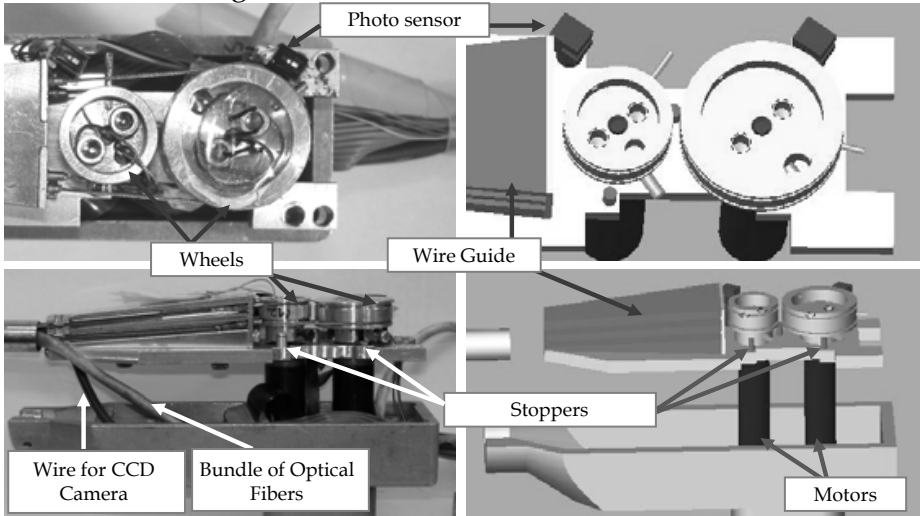 Photo sensor
Wheels
Wire Guide
Stoppers
Wire for CCD
Camera
Bundle of Optical
Fibers
Motors